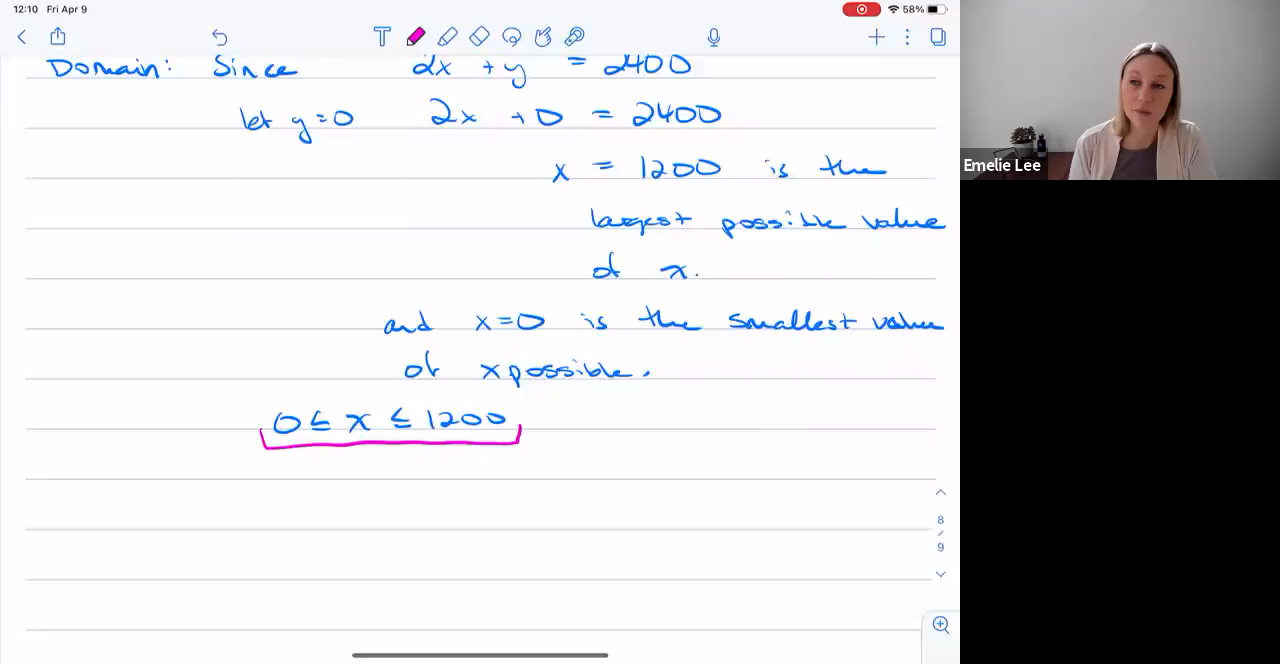 12:10 Fri Apr 9
58%
Domain: Since 2x + y = 2400
let y=0 2x + 0 = 2400
x = 1200 is the
largest possible value
of x.
and x=0 is the smallest value
of x possible.
0 ≤ x ≤ 1200
8
/
9
Emelie Lee